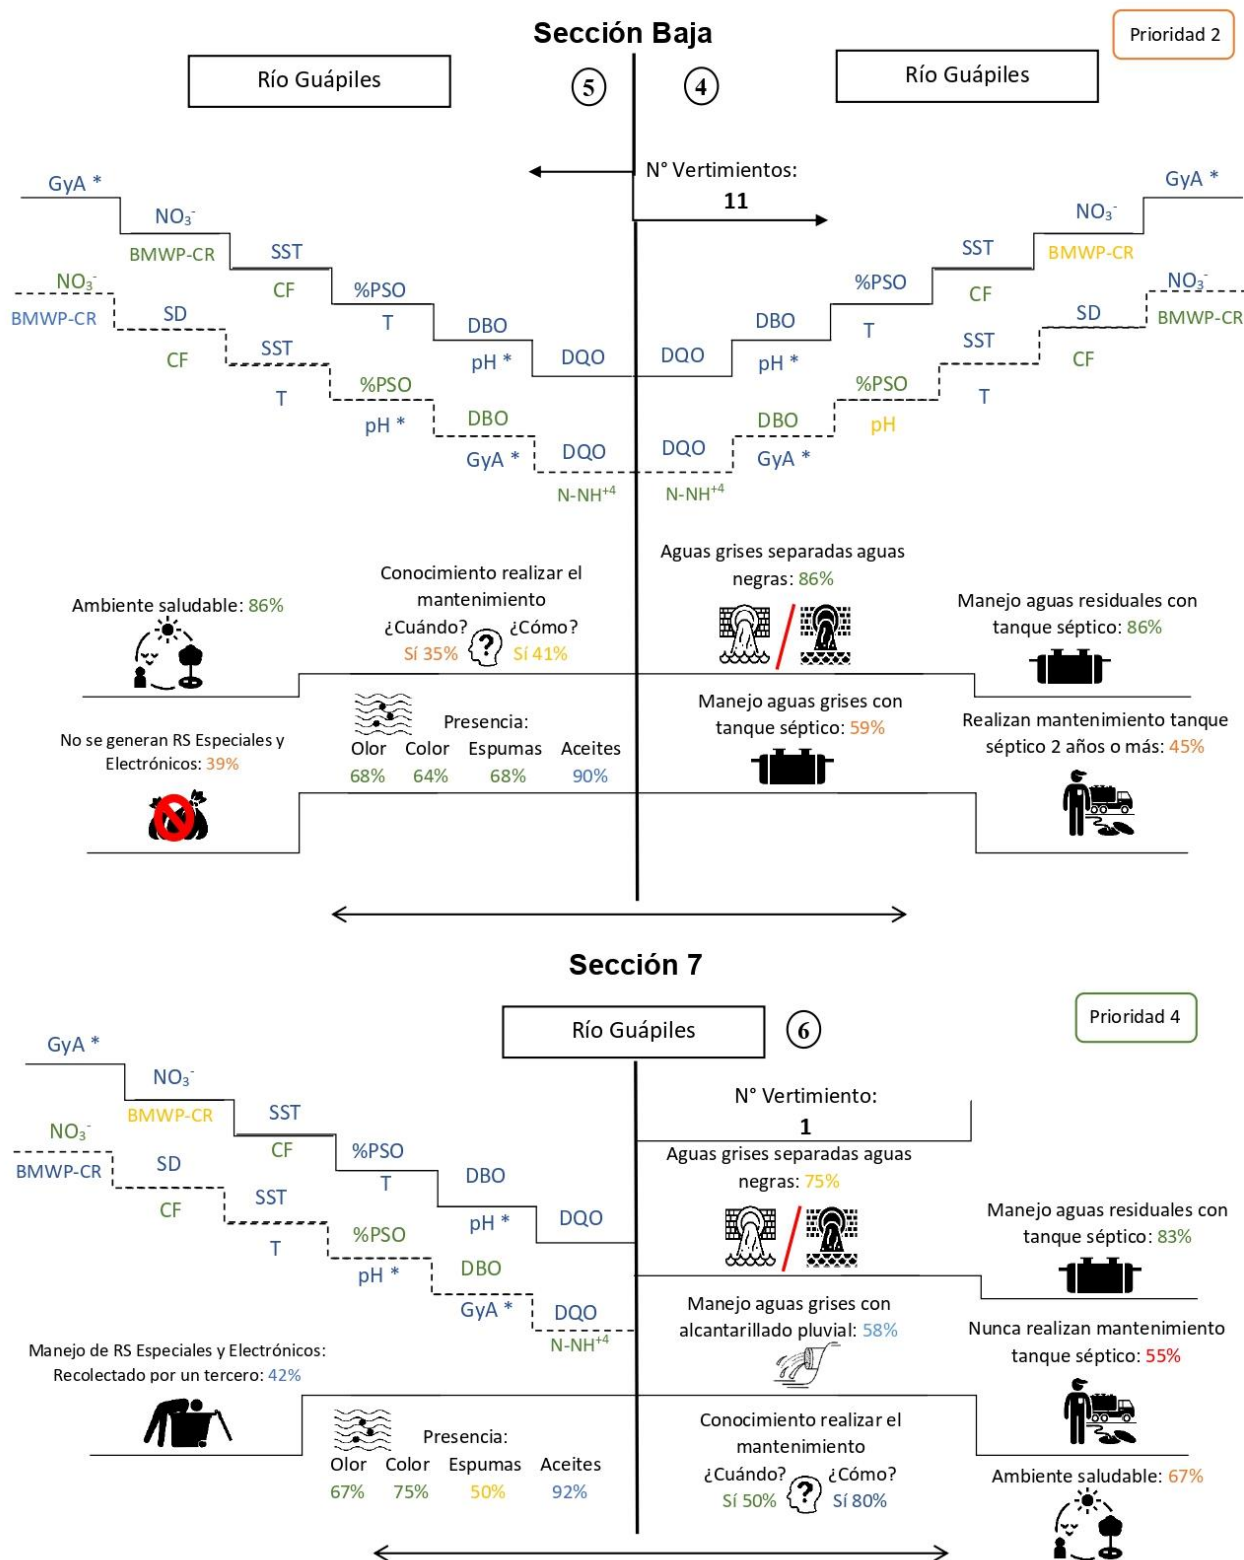 Sección Baja
Prioridad 2
Río Guápiles
5
4
Río Guápiles
N° Vertimientos:
11
GyA *
NO₃⁻
BMWP-CR
SST
CF
%PSO
T
DBO
pH *
DQO
NO₃⁻
BMWP-CR
SD
CF
SST
T
%PSO
pH *
DBO
GyA *
DQO
N-NH⁺⁴
DQO
DBO
pH *
%PSO
T
SST
CF
NO₃⁻
BMWP-CR
GyA *
DQO
N-NH⁺⁴
DBO
GyA *
%PSO
pH
SST
T
SD
CF
NO₃⁻
BMWP-CR
Ambiente saludable: 86%
Conocimiento realizar el
mantenimiento
¿Cuándo? ¿Cómo?
Sí 35% Sí 41%
Aguas grises separadas aguas
negras: 86%
Manejo aguas residuales con
tanque séptico: 86%
No se generan RS Especiales y
Electrónicos: 39%
Presencia:
Olor Color Espumas Aceites
68% 64% 68% 90%
Manejo aguas grises con
tanque séptico: 59%
Realizan mantenimiento tanque
séptico 2 años o más: 45%
Sección 7
Río Guápiles
6
Prioridad 4
GyA *
NO₃⁻
BMWP-CR
SST
CF
%PSO
T
DBO
pH *
DQO
NO₃⁻
BMWP-CR
SD
CF
SST
T
%PSO
pH *
DBO
GyA *
DQO
N-NH⁺⁴
N° Vertimiento:
1
Aguas grises separadas aguas
negras: 75%
Manejo aguas residuales con
tanque séptico: 83%
Manejo aguas grises con
alcantarillado pluvial: 58%
Nunca realizan mantenimiento
tanque séptico: 55%
Manejo de RS Especiales y Electrónicos:
Recolectado por un tercero: 42%
Presencia:
Olor Color Espumas Aceites
67% 75% 50% 92%
Conocimiento realizar el
mantenimiento
¿Cuándo? ¿Cómo?
Sí 50% Sí 80%
Ambiente saludable: 67%